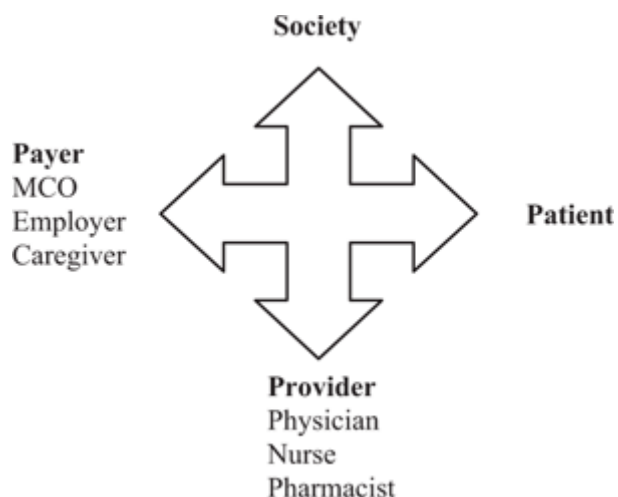 Society
Payer
MCO
Employer
Caregiver
Patient
Provider
Physician
Nurse
Pharmacist